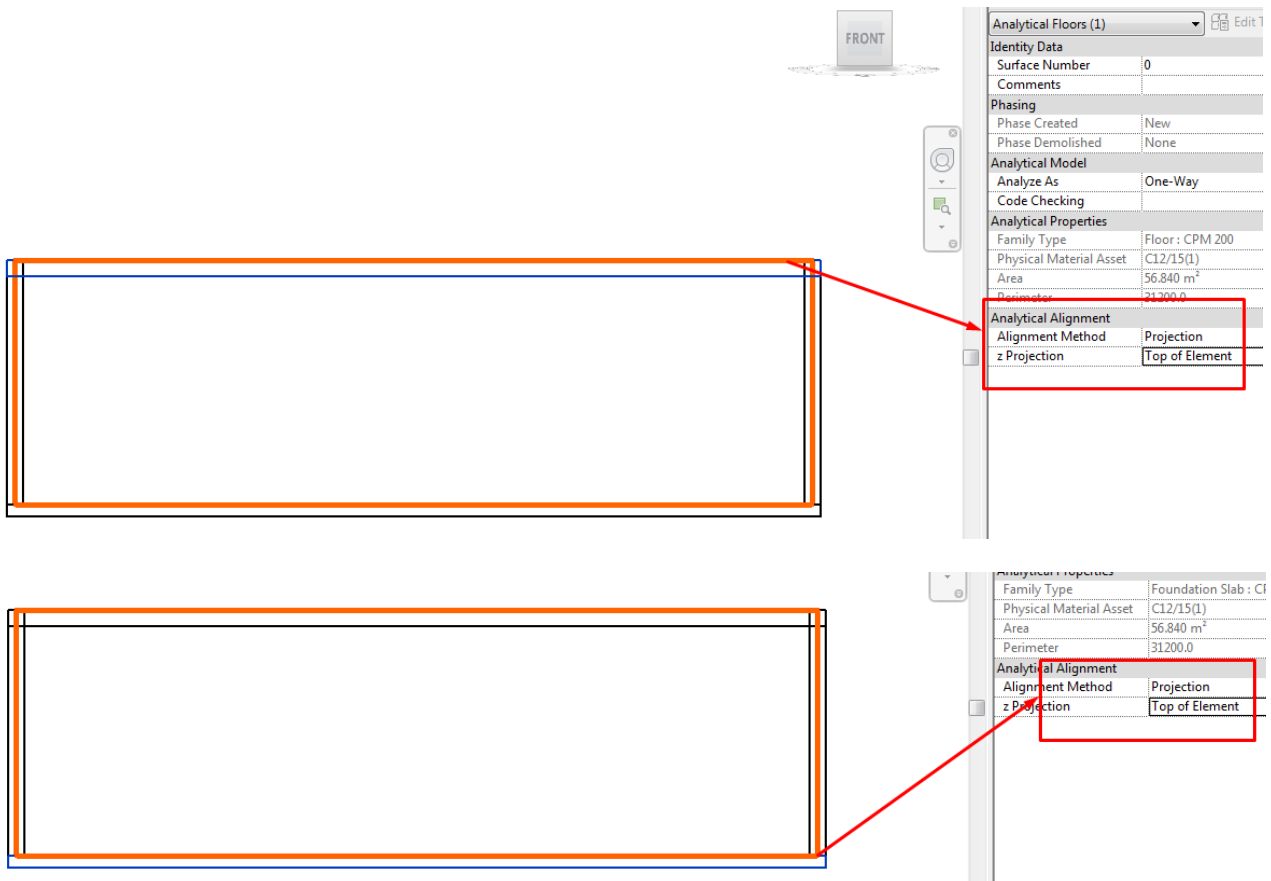 FRONT
Analytical Floors (1) Edit T
Identity Data
Surface Number 0
Comments
Phasing
Phase Created New
Phase Demolished None
Analytical Model
Analyze As One-Way
Code Checking
Analytical Properties
Family Type Floor : CPM 200
Physical Material Asset C12/15(1)
Area 56.840 m²
Perimeter 31200.0
Analytical Alignment
Alignment Method Projection
z Projection Top of Element
Analytical Properties
Family Type Foundation Slab : CP
Physical Material Asset C12/15(1)
Area 56.840 m²
Perimeter 31200.0
Analytical Alignment
Alignment Method Projection
z Projection Top of Element